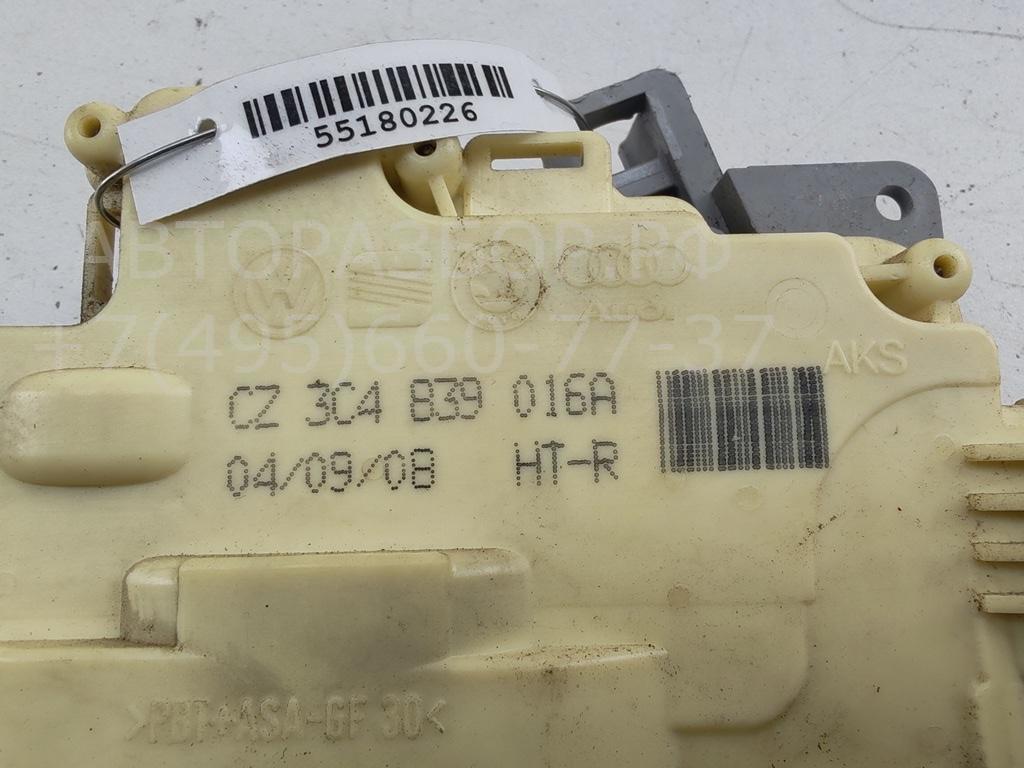 55180226
АВТОРАЗБОР.РФ
+7(495)660-77-37
AUDI
AKS
CZ 3C4 839 016A
04/09/08 HT-R
>PBT+ASA-GF 30<